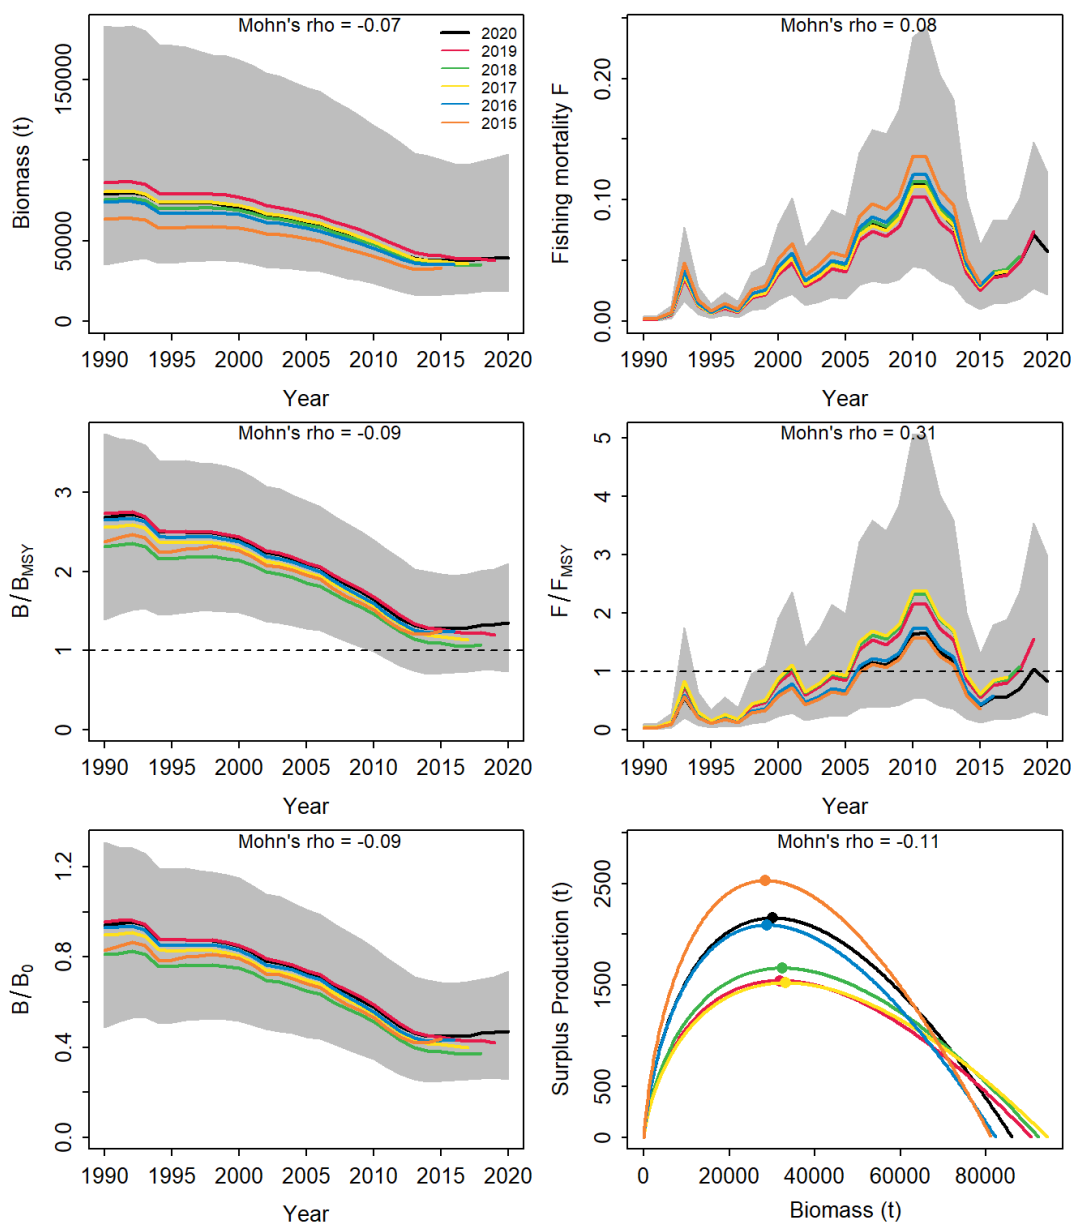 Mohn's rho = -0.07
2020
2019
2018
2017
2016
2015
Biomass (t)
0
50000
150000
1990 1995 2000 2005 2010 2015 2020
Year
Mohn's rho = 0.08
Fishing mortality F
0.00
0.10
0.20
1990 1995 2000 2005 2010 2015 2020
Year
Mohn's rho = -0.09
B/BMSY
0
1
2
3
1990 1995 2000 2005 2010 2015 2020
Year
Mohn's rho = 0.31
F/FMSY
0
1
2
3
4
5
1990 1995 2000 2005 2010 2015 2020
Year
Mohn's rho = -0.09
B/B0
0.0
0.4
0.8
1.2
1990 1995 2000 2005 2010 2015 2020
Year
Mohn's rho = -0.11
Surplus Production (t)
0
500
1500
2500
0 20000 40000 60000 80000
Biomass (t)